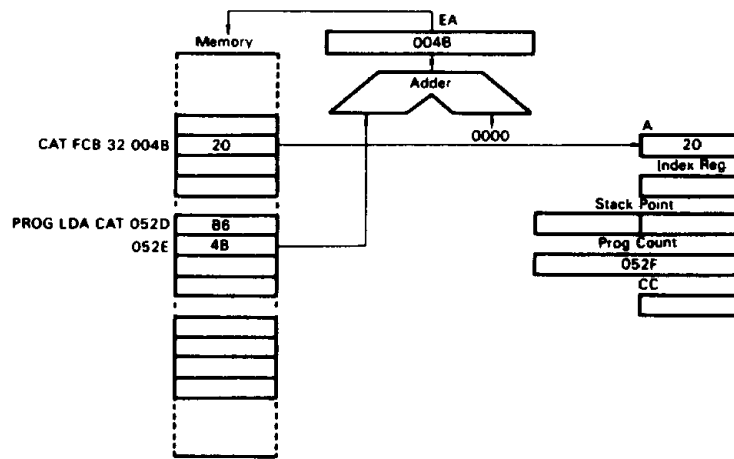 EA
Memory
004B
Adder
0000
A
CAT FCB 32 004B
20
20
Index Reg
Stack Point
PROG LDA CAT 052D
B6
052E
4B
Prog Count
052F
CC